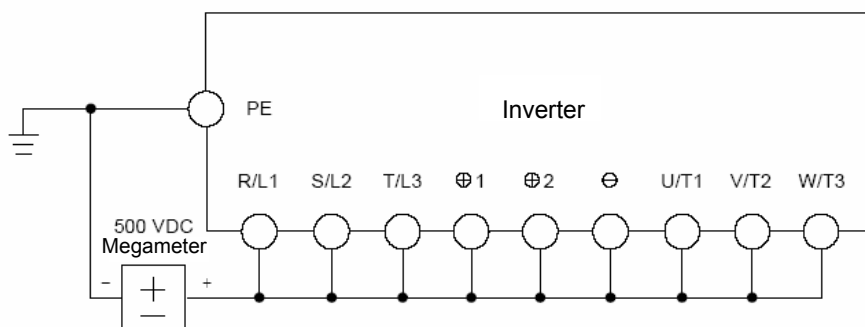 PE
Inverter
R/L1 S/L2 T/L3 ⊕1 ⊕2 ⊖ U/T1 V/T2 W/T3
500 VDC
Megameter
− +
+
−